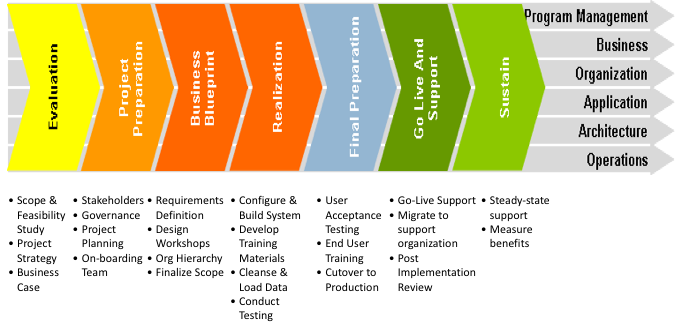 Evaluation
Project
Preparation
Business
Blueprint
Realization
Final Preparation
Go Live And
Support
Sustain
Program Management
Business
Organization
Application
Architecture
Operations
• Scope &
Feasibility
Study
• Project
Strategy
• Business
Case
• Stakeholders
• Governance
• Project
Planning
• On-boarding
Team
• Requirements
Definition
• Design
Workshops
• Org Hierarchy
• Finalize Scope
• Configure &
Build System
• Develop
Training
Materials
• Cleanse &
Load Data
• Conduct
Testing
• User
Acceptance
Testing
• End User
Training
• Cutover to
Production
• Go-Live Support
• Migrate to
support
organization
• Post
Implementation
Review
• Steady-state
support
• Measure
benefits